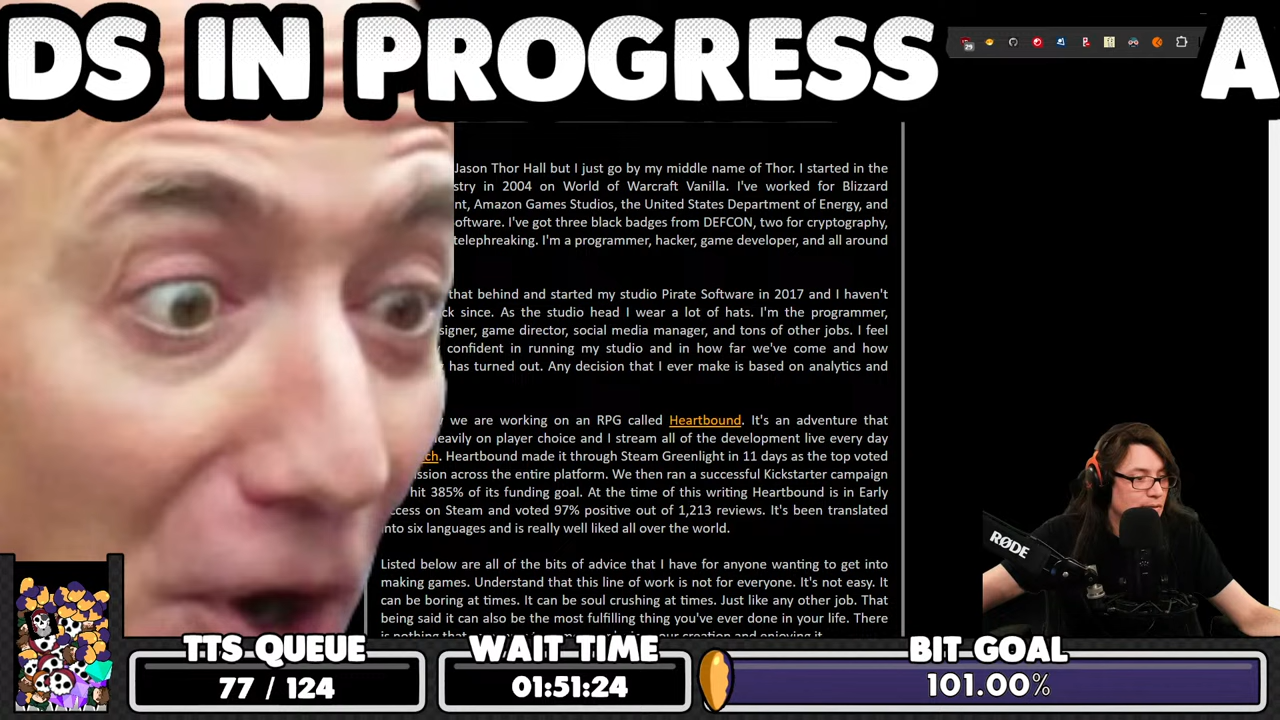 DS IN PROGRESS A
29
Jason Thor Hall but I just go by my middle name of Thor. I started in the
stry in 2004 on World of Warcraft Vanilla. I've worked for Blizzard
nt, Amazon Games Studios, the United States Department of Energy, and
oftware. I've got three black badges from DEFCON, two for cryptography,
telephreaking. I'm a programmer, hacker, game developer, and all around
that behind and started my studio Pirate Software in 2017 and I haven't
ck since. As the studio head I wear a lot of hats. I'm the programmer,
signer, game director, social media manager, and tons of other jobs. I feel
confident in running my studio and in how far we've come and how
has turned out. Any decision that I ever make is based on analytics and
we are working on an RPG called Heartbound. It's an adventure that
heavily on player choice and I stream all of the development live every day
ch. Heartbound made it through Steam Greenlight in 11 days as the top voted
ission across the entire platform. We then ran a successful Kickstarter campaign
hit 385% of its funding goal. At the time of this writing Heartbound is in Early
ccess on Steam and voted 97% positive out of 1,213 reviews. It's been translated
into six languages and is really well liked all over the world.
Listed below are all of the bits of advice that I have for anyone wanting to get into
making games. Understand that this line of work is not for everyone. It's not easy. It
can be boring at times. It can be soul crushing at times. Just like any other job. That
being said it can also be the most fulfilling thing you've ever done in your life. There
is nothing that
RØDE
TTS QUEUE
77 / 124
WAIT TIME
01:51:24
BIT GOAL
101.00%